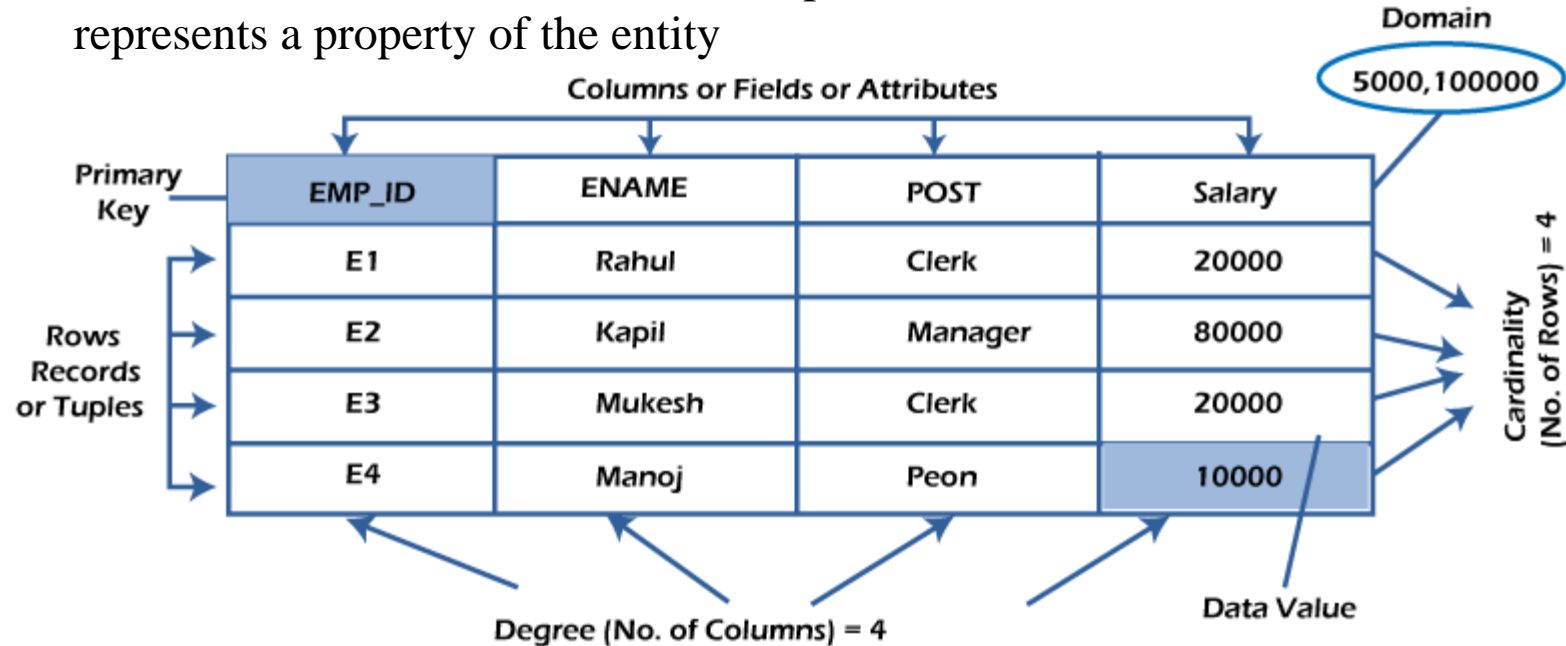 represents a property of the entity
Domain
5000,100000
Columns or Fields or Attributes
Primary
Key
EMP_ID ENAME POST Salary
E1 Rahul Clerk 20000
E2 Kapil Manager 80000
E3 Mukesh Clerk 20000
E4 Manoj Peon 10000
Rows
Records
or Tuples
Cardinality
(No. of Rows) = 4
Degree (No. of Columns) = 4
Data Value